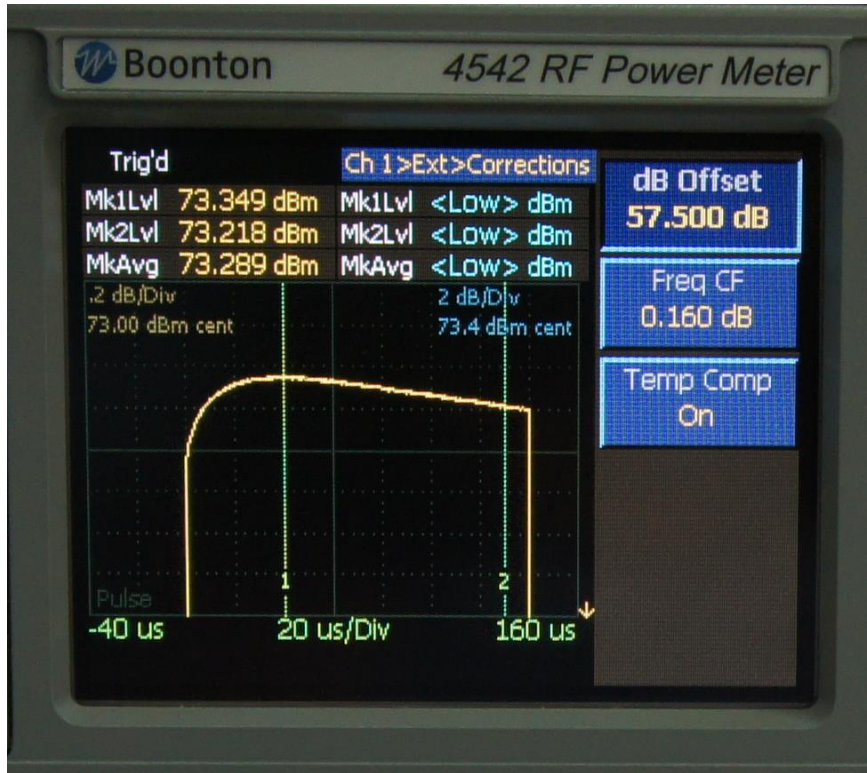 Boonton 4542 RF Power Meter
Trig'd Ch 1>Ext>Corrections
Mk1Lvl 73.349 dBm Mk1Lvl <Low> dBm
Mk2Lvl 73.218 dBm Mk2Lvl <Low> dBm
MkAvg 73.289 dBm MkAvg <Low> dBm
.2 dB/Div 2 dB/Div
73.00 dBm cent 73.4 dBm cent
1 2
Pulse
-40 us 20 us/Div 160 us
dB Offset
57.500 dB
Freq CF
0.160 dB
Temp Comp
On